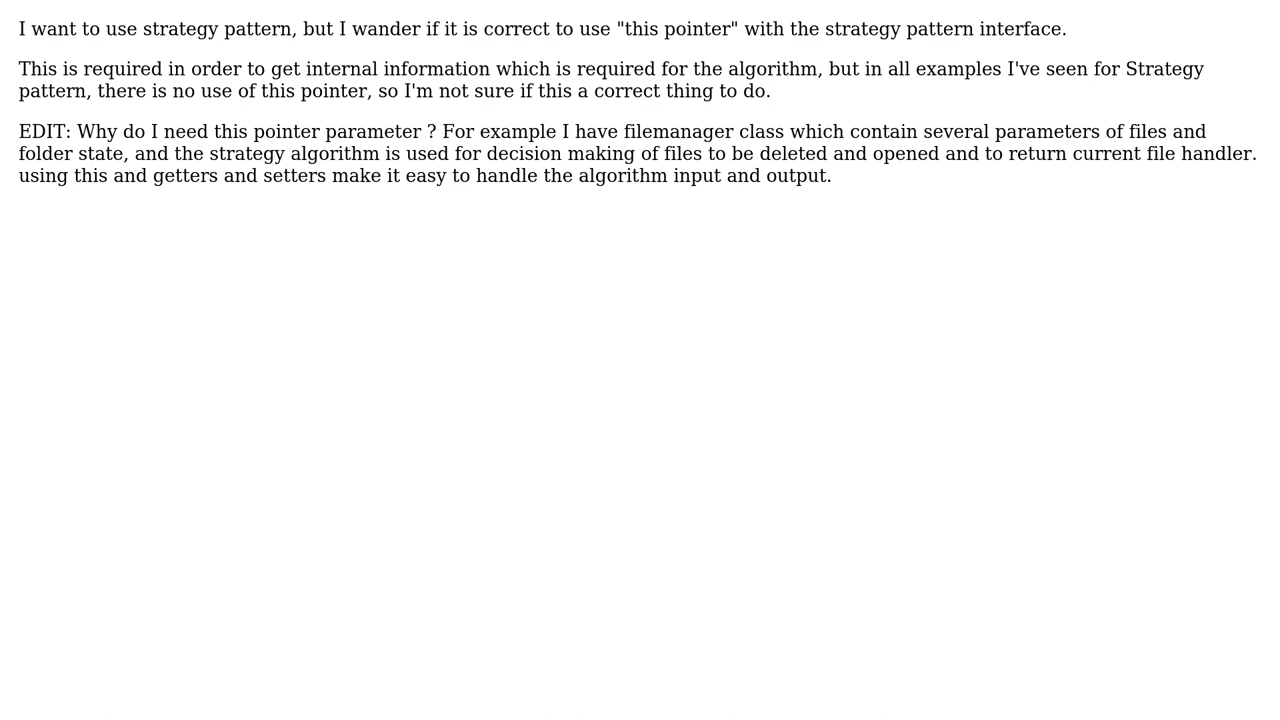 I want to use strategy pattern, but I wander if it is correct to use "this pointer" with the strategy pattern interface.
This is required in order to get internal information which is required for the algorithm, but in all examples I've seen for Strategy
pattern, there is no use of this pointer, so I'm not sure if this a correct thing to do.
EDIT: Why do I need this pointer parameter ? For example I have filemanager class which contain several parameters of files and
folder state, and the strategy algorithm is used for decision making of files to be deleted and opened and to return current file handler.
using this and getters and setters make it easy to handle the algorithm input and output.